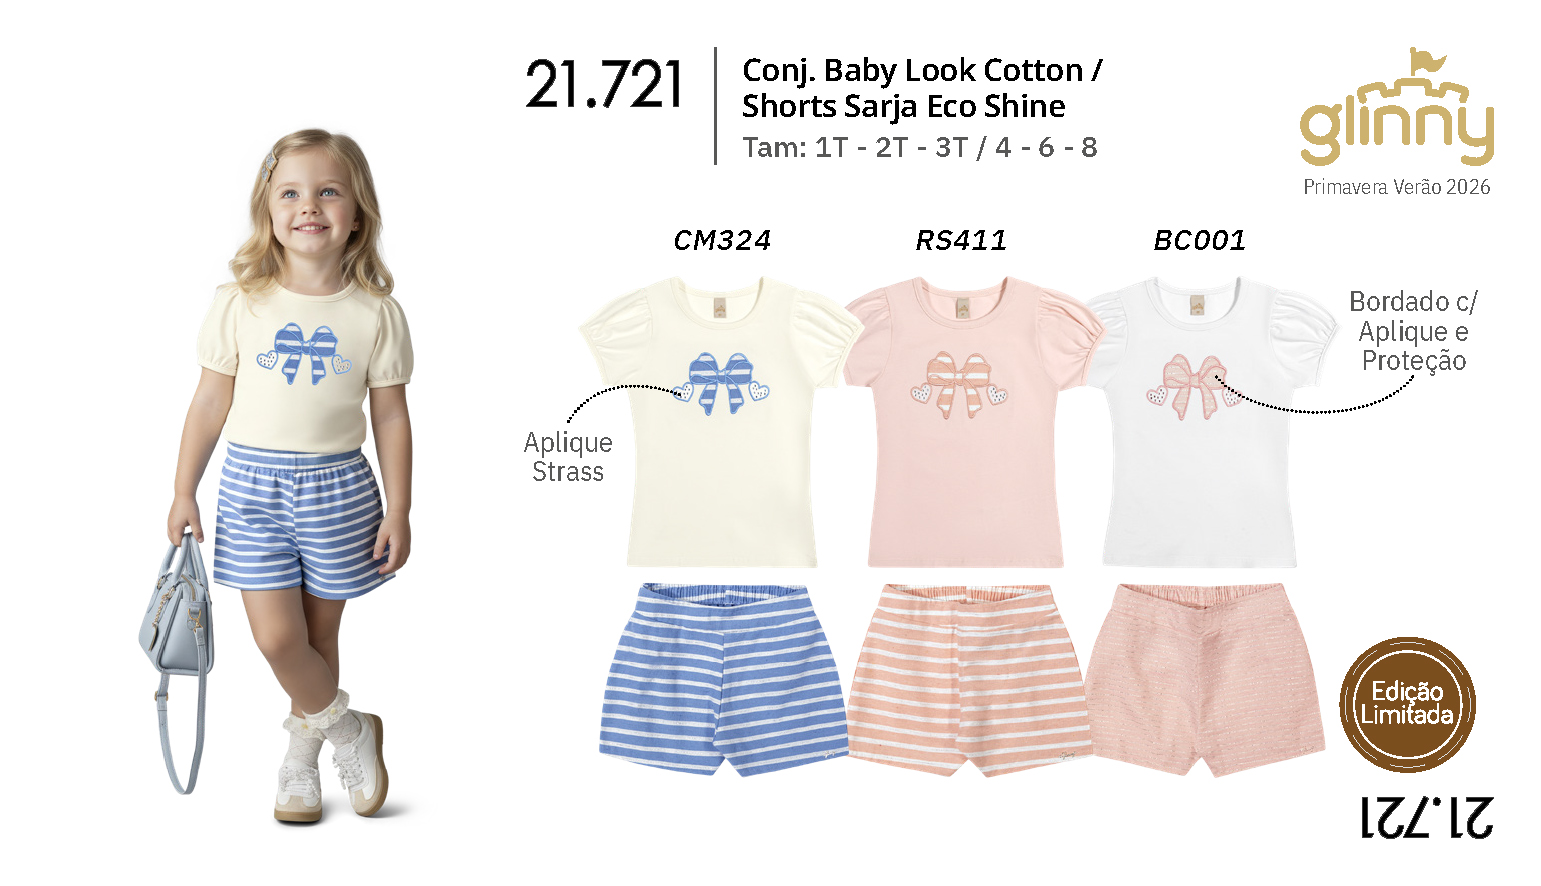 21.721
Conj. Baby Look Cotton /
Shorts Sarja Eco Shine
Tam: 1T - 2T - 3T / 4 - 6 - 8
glinny
Primavera Verão 2026
CM324
RS411
BC001
Bordado c/
Aplique e
Proteção
Aplique
Strass
Edição
Limitada
21.721